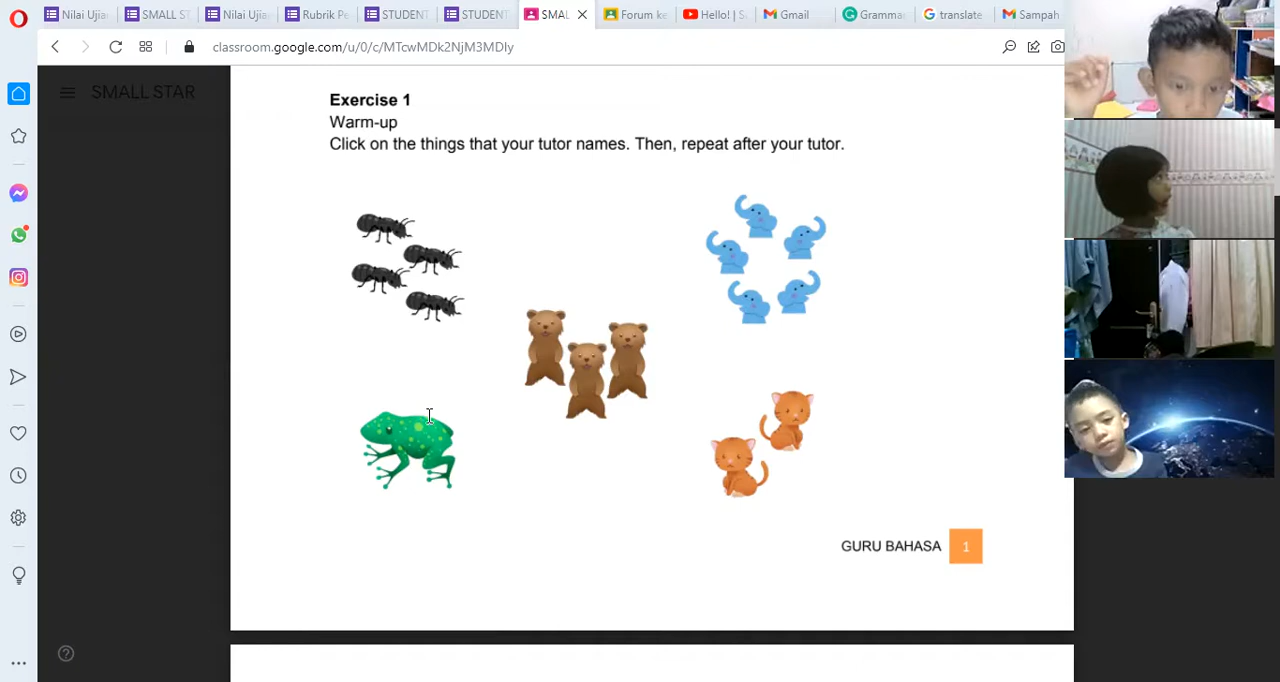 Nilai Ujia
SMALL ST
Nilai Ujia
Rubrik Pe
STUDENT
STUDENT
SMAL
Forum ke
Hello! | S
Gmail
Grammar
translate
Sampah
classroom.google.com/u/0/c/MTcwMDk2NjM3MDIy
SMALL STAR
Exercise 1
Warm-up
Click on the things that your tutor names. Then, repeat after your tutor.
GURU BAHASA 1